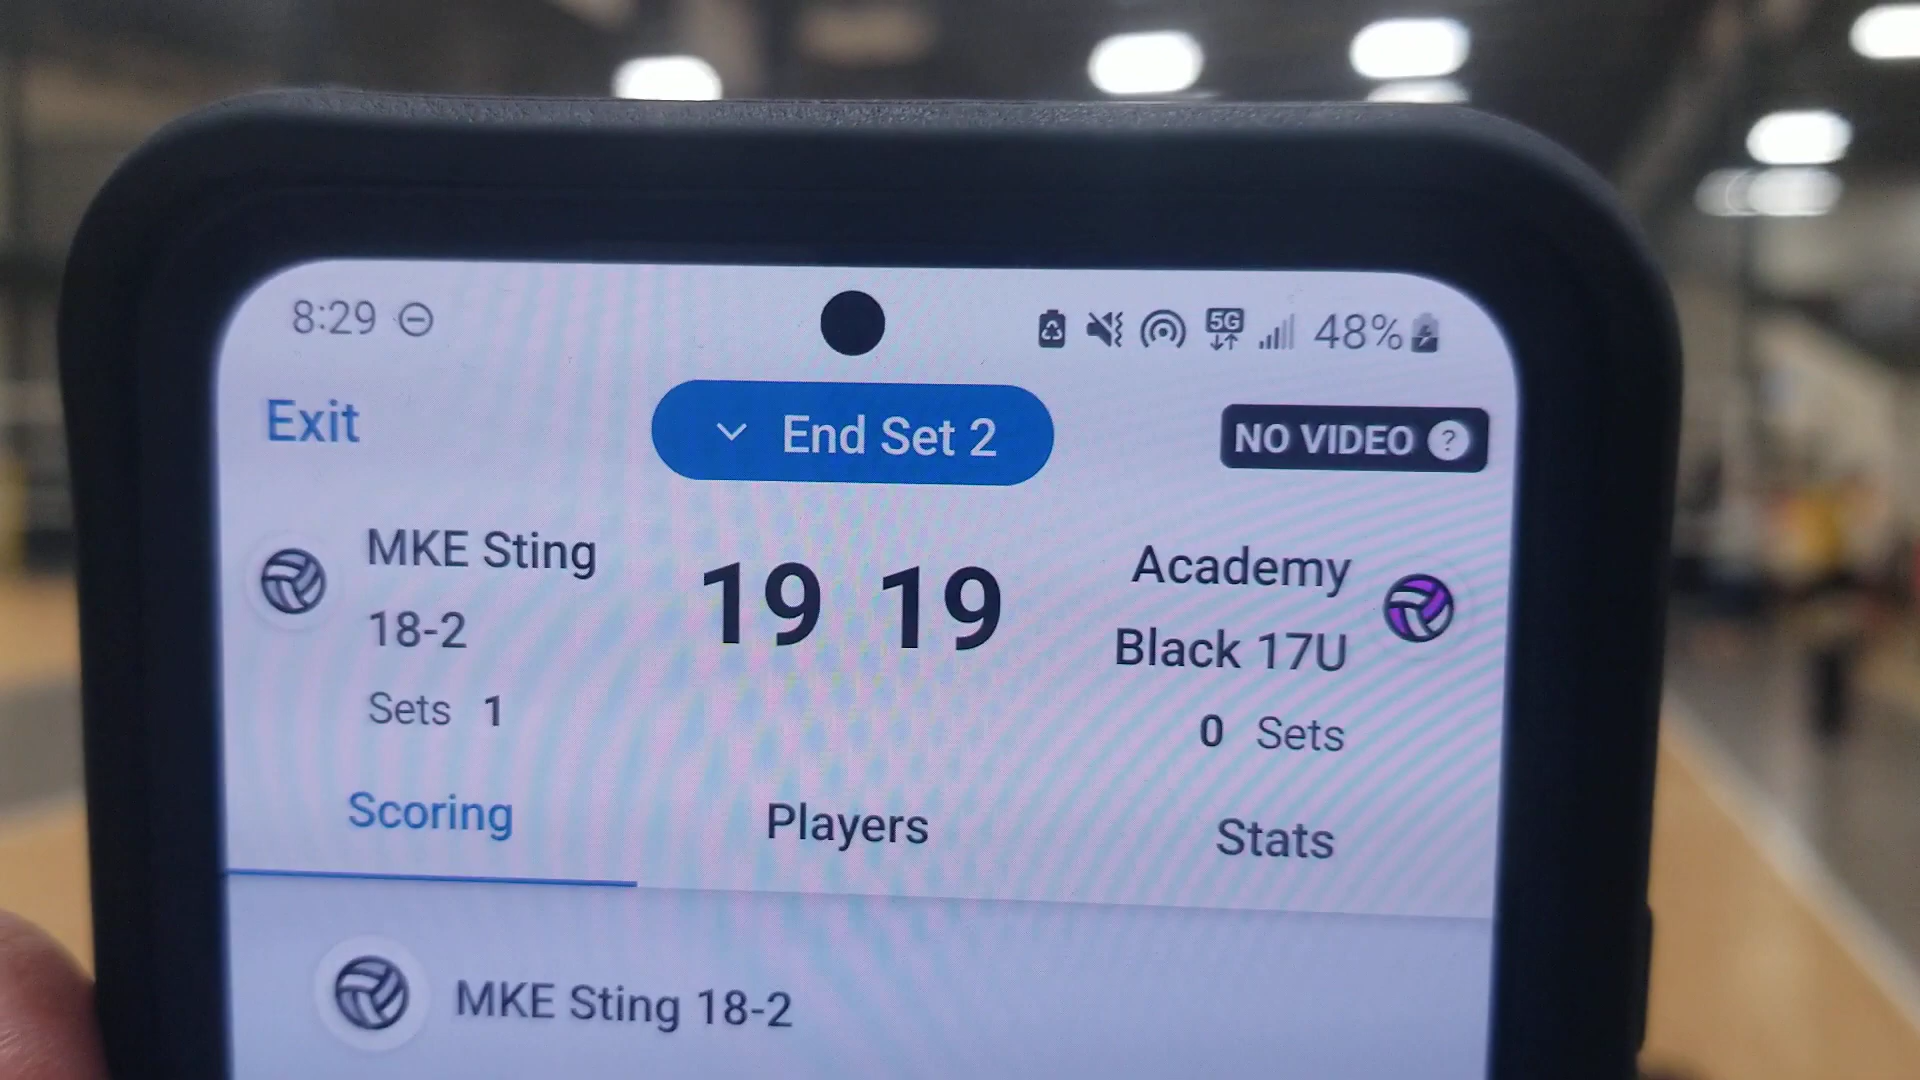 8:29 5G 48%
Exit End Set 2 NO VIDEO ?
MKE Sting
18-2
Sets 1
19 19
Academy
Black 17U
0 Sets
Scoring Players Stats
MKE Sting 18-2